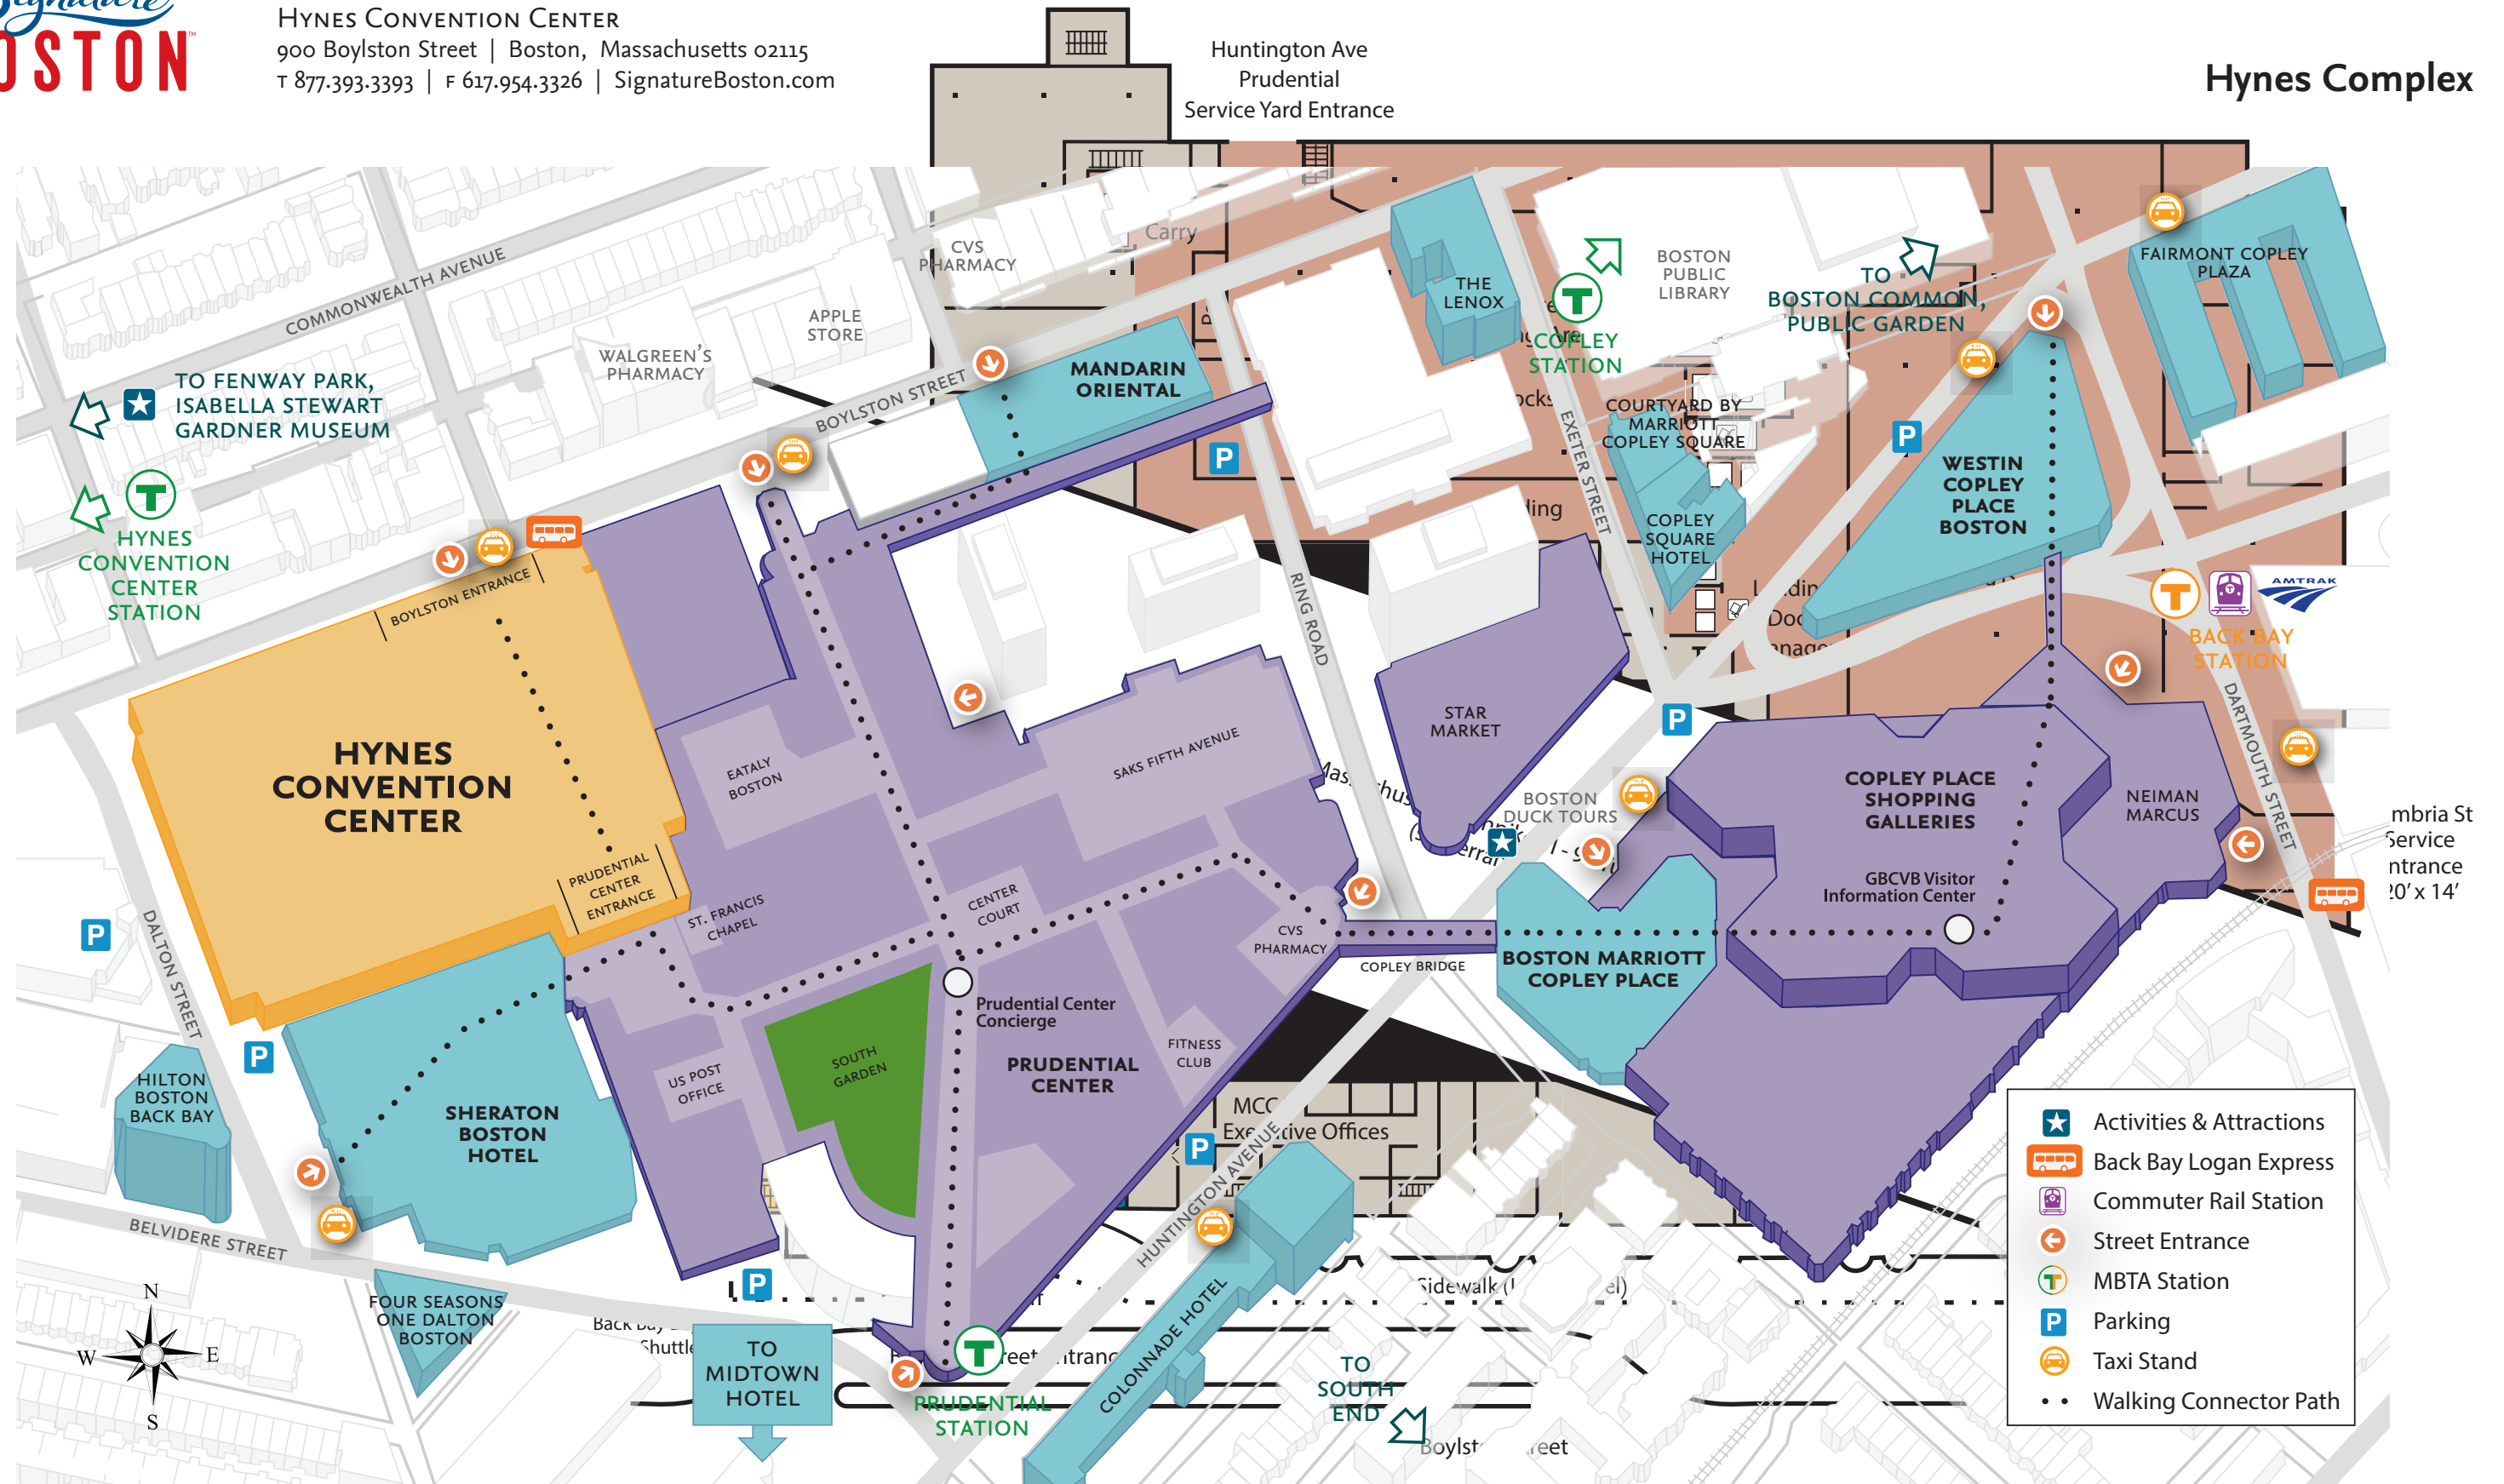 Signature
OSTON
HYNES CONVENTION CENTER
900 Boylston Street | Boston, Massachusetts 02115
T 877.393.3393 | F 617.954.3326 | SignatureBoston.com
Huntington Ave
Prudential
Service Yard Entrance
Hynes Complex
COMMONWEALTH AVENUE
CVS
PHARMACY
Carry
THE
LENOX
COPLEY
STATION
BOSTON
PUBLIC
LIBRARY
TO
BOSTON COMMON,
PUBLIC GARDEN
FAIRMONT COPLEY
PLAZA
APPLE
STORE
WALGREEN'S
PHARMACY
BOYLSTON STREET
MANDARIN
ORIENTAL
TO FENWAY PARK,
ISABELLA STEWART
GARDNER MUSEUM
T
HYNES
CONVENTION
CENTER
STATION
EXETER STREET
COURTYARD BY
MARRIOTT
COPLEY SQUARE
COPLEY
SQUARE
HOTEL
P
WESTIN
COPLEY
PLACE
BOSTON
T
AMTRAK
BACK BAY
STATION
BOYLSTON ENTRANCE
RING ROAD
HYNES
CONVENTION
CENTER
PRUDENTIAL
CENTER
ENTRANCE
EATALY
BOSTON
SAKS FIFTH AVENUE
STAR
MARKET
P
BOSTON
DUCK TOURS
COPLEY PLACE
SHOPPING
GALLERIES
NEIMAN
MARCUS
DARTMOUTH STREET
mbria St
Service
ntrance
20' x 14'
GBCVB Visitor
Information Center
ST. FRANCIS
CHAPEL
CENTER
COURT
CVS
PHARMACY
COPLEY BRIDGE
BOSTON MARRIOTT
COPLEY PLACE
P
DALTON STREET
P
Prudential Center
Concierge
PRUDENTIAL
CENTER
FITNESS
CLUB
SOUTH
GARDEN
US POST
OFFICE
HILTON
BOSTON
BACK BAY
SHERATON
BOSTON
HOTEL
MCC
Executive Offices
P
HUNTINGTON AVENUE
BELVIDERE STREET
FOUR SEASONS
ONE DALTON
BOSTON
P
TO
MIDTOWN
HOTEL
T
PRUDENTIAL
STATION
COLONNADE HOTEL
Sidewalk
TO
SOUTH
END
N
W
E
S
Activities & Attractions
Back Bay Logan Express
Commuter Rail Station
Street Entrance
MBTA Station
P Parking
Taxi Stand
Walking Connector Path